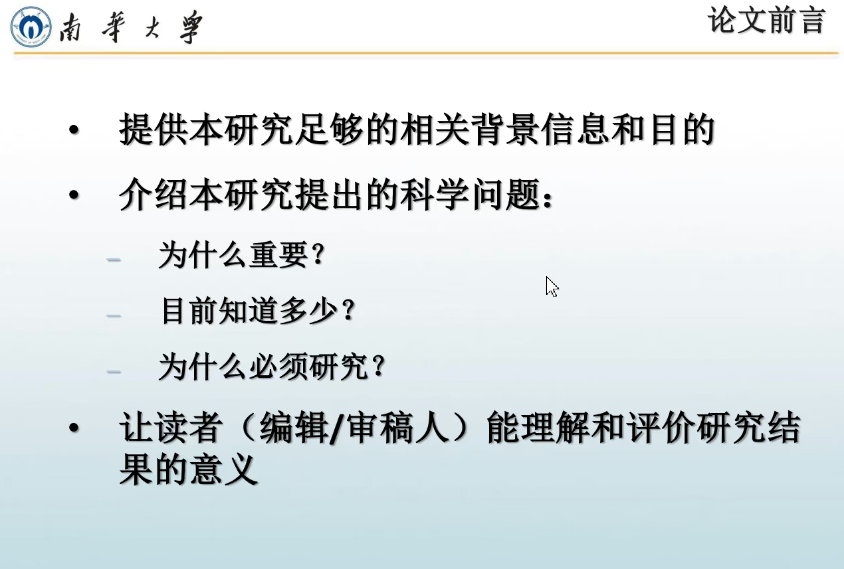 南华大学
论文前言
• 提供本研究足够的相关背景信息和目的
• 介绍本研究提出的科学问题：
– 为什么重要？
– 目前知道多少？
– 为什么必须研究？
• 让读者（编辑/审稿人）能理解和评价研究结
果的意义